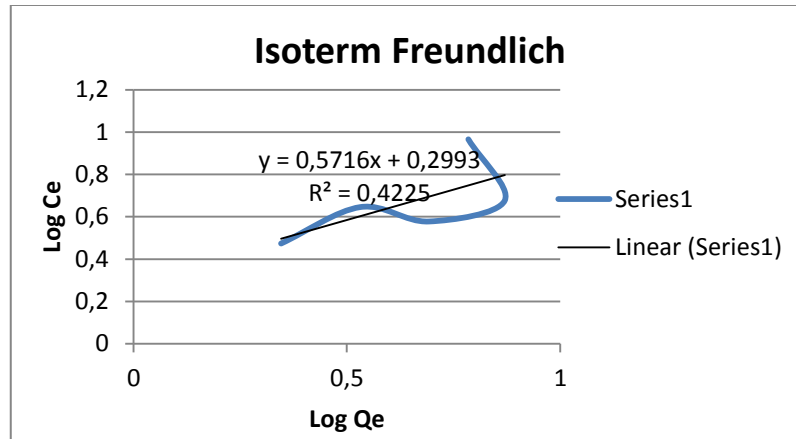 Isoterm Freundlich
1,2
1
0,8
0,6
0,4
0,2
0
Log Ce
y = 0,5716x + 0,2993
R² = 0,4225
0
0,5
1
Log Qe
Series1
Linear (Series1)